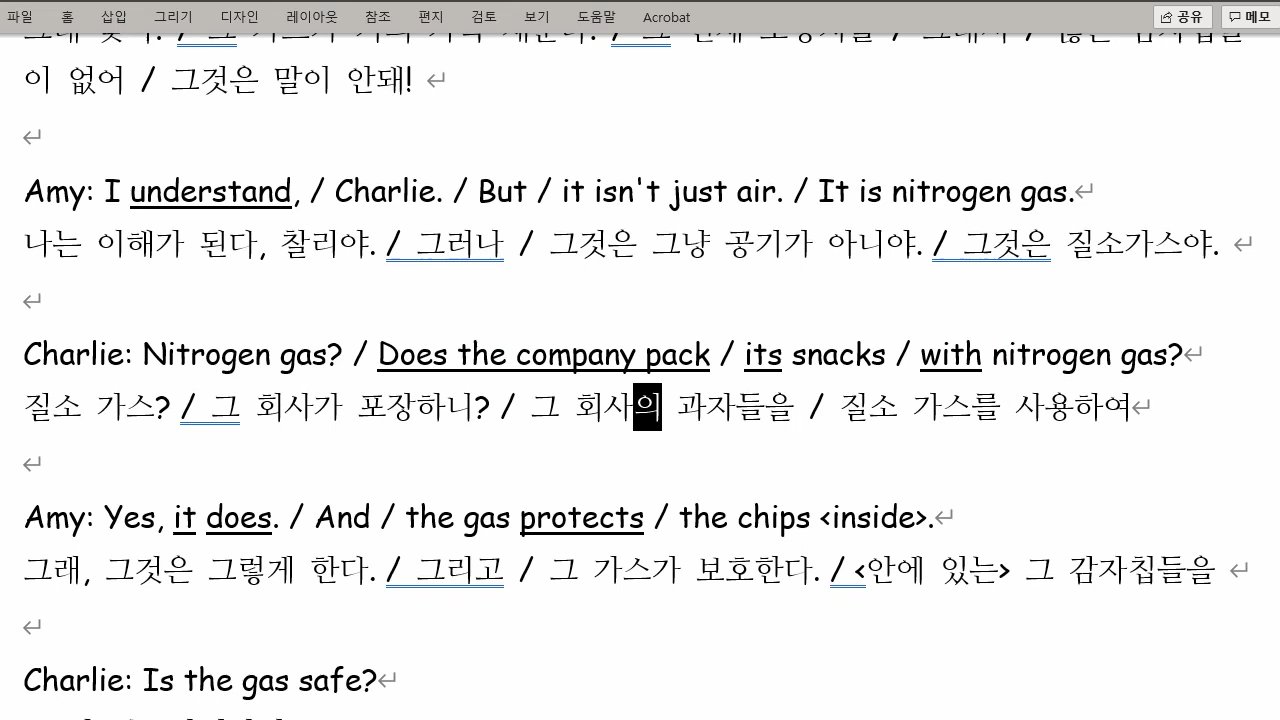 파일 홈 삽입 그리기 디자인 레이아웃 참조 편지 검토 보기 도움말 Acrobat 공유 메모
이 없어 / 그것은 말이 안돼! ↵
↵
Amy: I understand, / Charlie. / But / it isn't just air. / It is nitrogen gas.↵
나는 이해가 된다, 찰리야. / 그러나 / 그것은 그냥 공기가 아니야. / 그것은 질소가스야. ↵
↵
Charlie: Nitrogen gas? / Does the company pack / its snacks / with nitrogen gas?↵
질소 가스? / 그 회사가 포장하니? / 그 회사의 과자들을 / 질소 가스를 사용하여↵
↵
Amy: Yes, it does. / And / the gas protects / the chips <inside>.↵
그래, 그것은 그렇게 한다. / 그리고 / 그 가스가 보호한다. / <안에 있는> 그 감자칩들을 ↵
↵
Charlie: Is the gas safe?↵